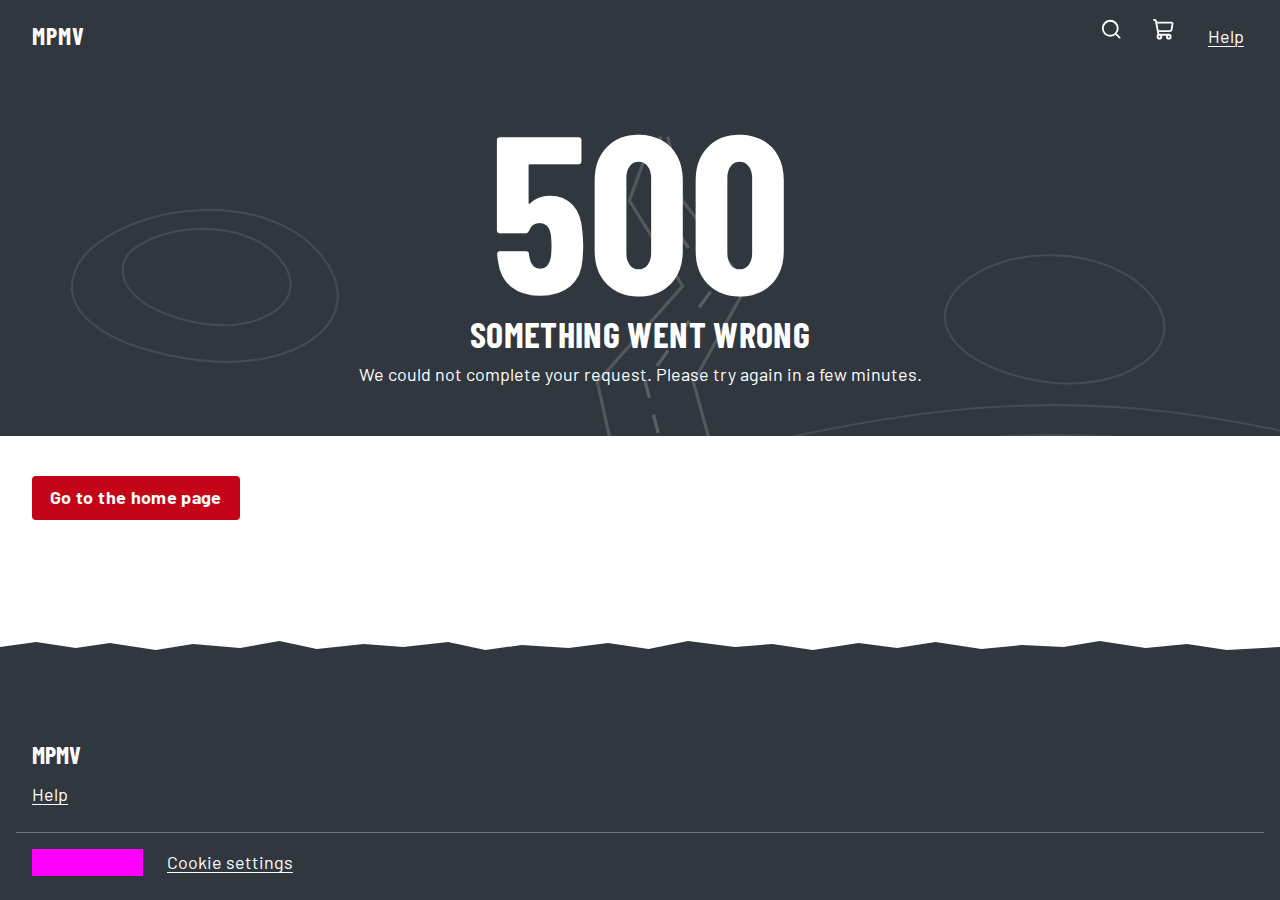 MPMV
Help
500
SOMETHING WENT WRONG
We could not complete your request. Please try again in a few minutes.
Go to the home page
MPMV
Help
Cookie settings